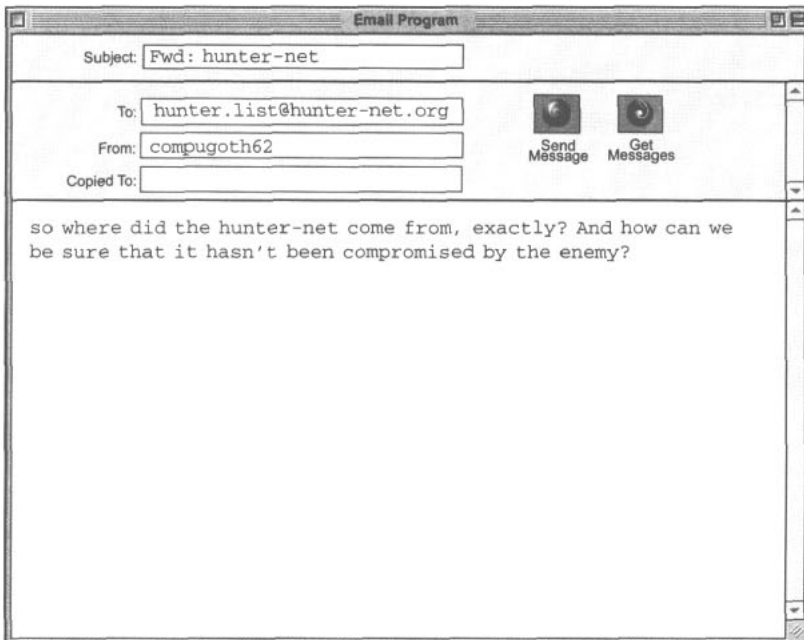 Email Program
Subject: Fwd: hunter-net
To: hunter.list@hunter-net.org
From: compugoth62
Copied To:
Send Message
Get Messages
so where did the hunter-net come from, exactly? And how can we
be sure that it hasn't been compromised by the enemy?